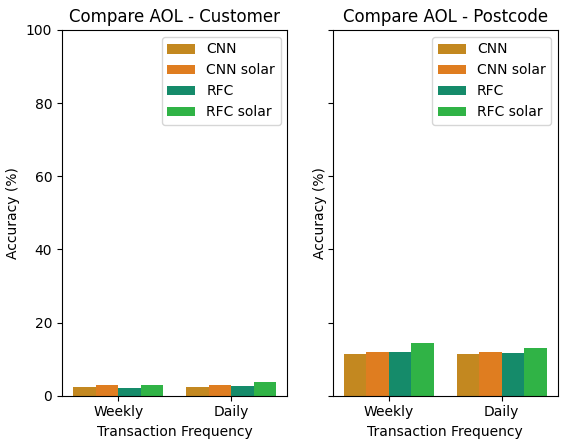 Compare AOL - Customer
Accuracy (%)
100
80
60
40
20
0
CNN
CNN solar
RFC
RFC solar
Weekly
Daily
Transaction Frequency
Compare AOL - Postcode
Accuracy (%)
CNN
CNN solar
RFC
RFC solar
Weekly
Daily
Transaction Frequency